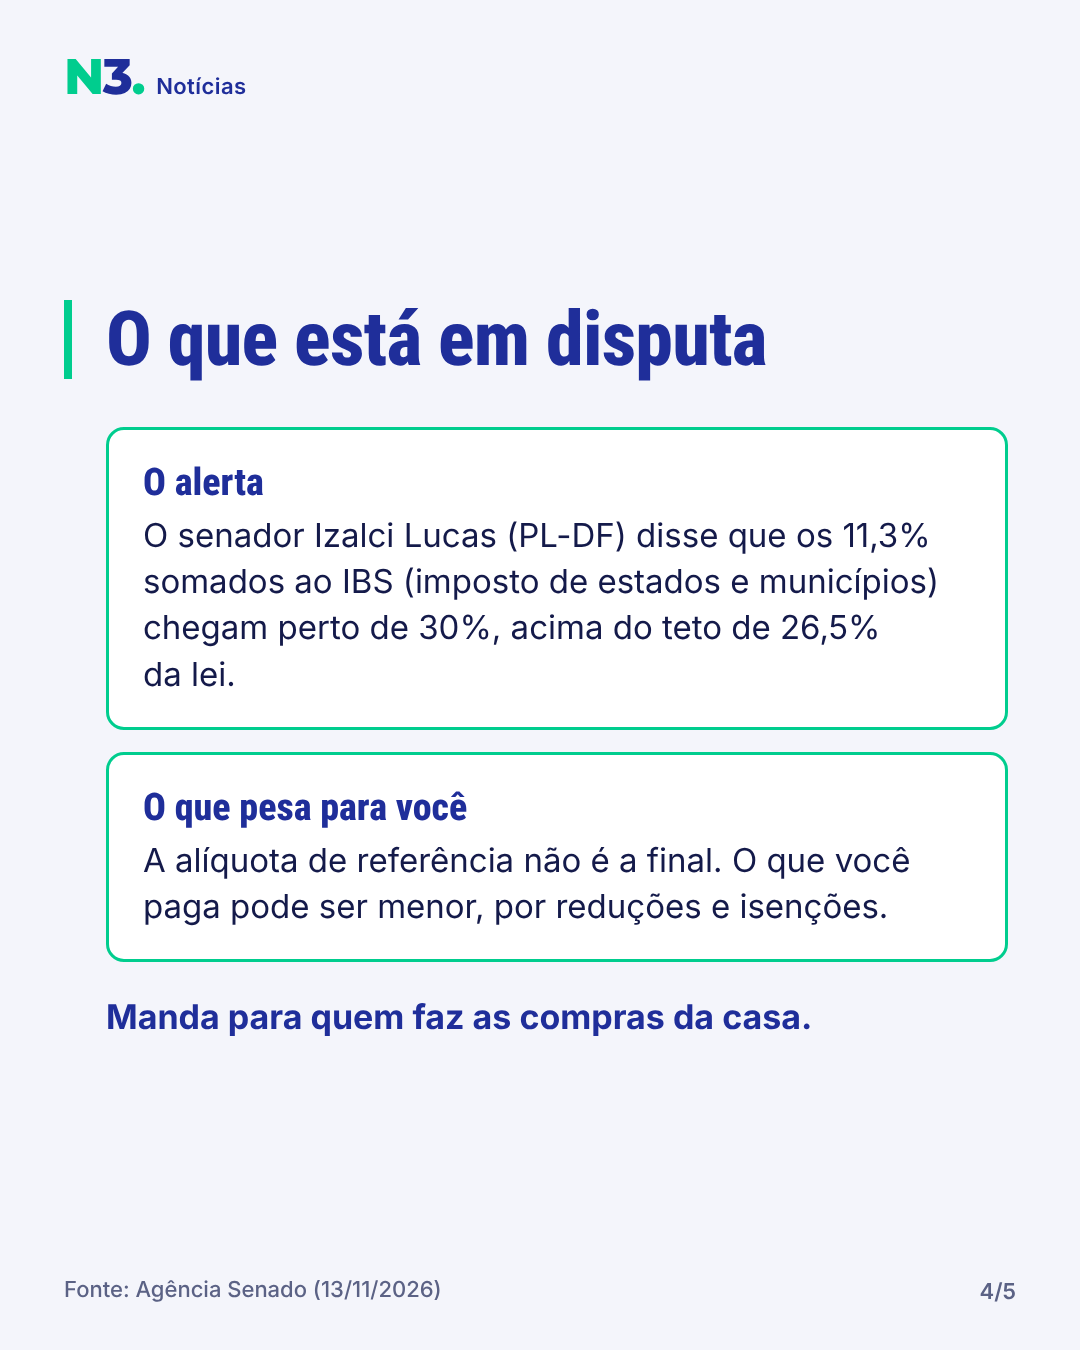 N3. Notícias
O que está em disputa
O alerta
O senador Izalci Lucas (PL-DF) disse que os 11,3%
somados ao IBS (imposto de estados e municípios)
chegam perto de 30%, acima do teto de 26,5%
da lei.
O que pesa para você
A alíquota de referência não é a final. O que você
paga pode ser menor, por reduções e isenções.
Manda para quem faz as compras da casa.
Fonte: Agência Senado (13/11/2026)
4/5